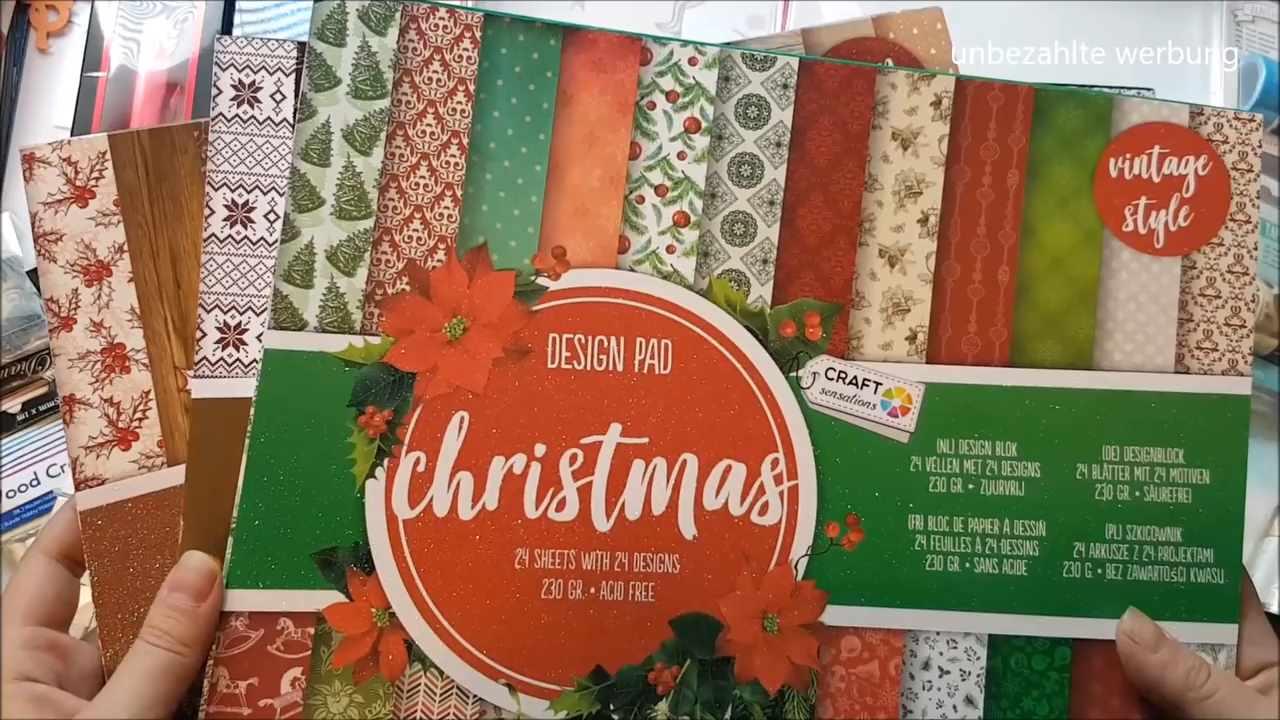 unbezahlte werbung
vintage
style
DESIGN PAD
christmas
24 SHEETS WITH 24 DESIGNS
230 GR. • ACID FREE
CRAFT
sensations
(NL) DESIGN BLOK
24 VELLEN MET 24 DESIGNS
230 GR. • ZUURVRIJ
(DE) DESIGNBLOCK
24 BLÄTTER MIT 24 MOTIVEN
230 GR. • SÄUREFREI
(FR) BLOC DE PAPIER À DESSIN
24 FEUILLES À 24 DESSINS
230 GR. • SANS ACIDE
(PL) SZKICOWNIK
24 ARKUSZE Z 24 PROJEKTAMI
230 G. • BEZ ZAWARTOŚCI KWASU